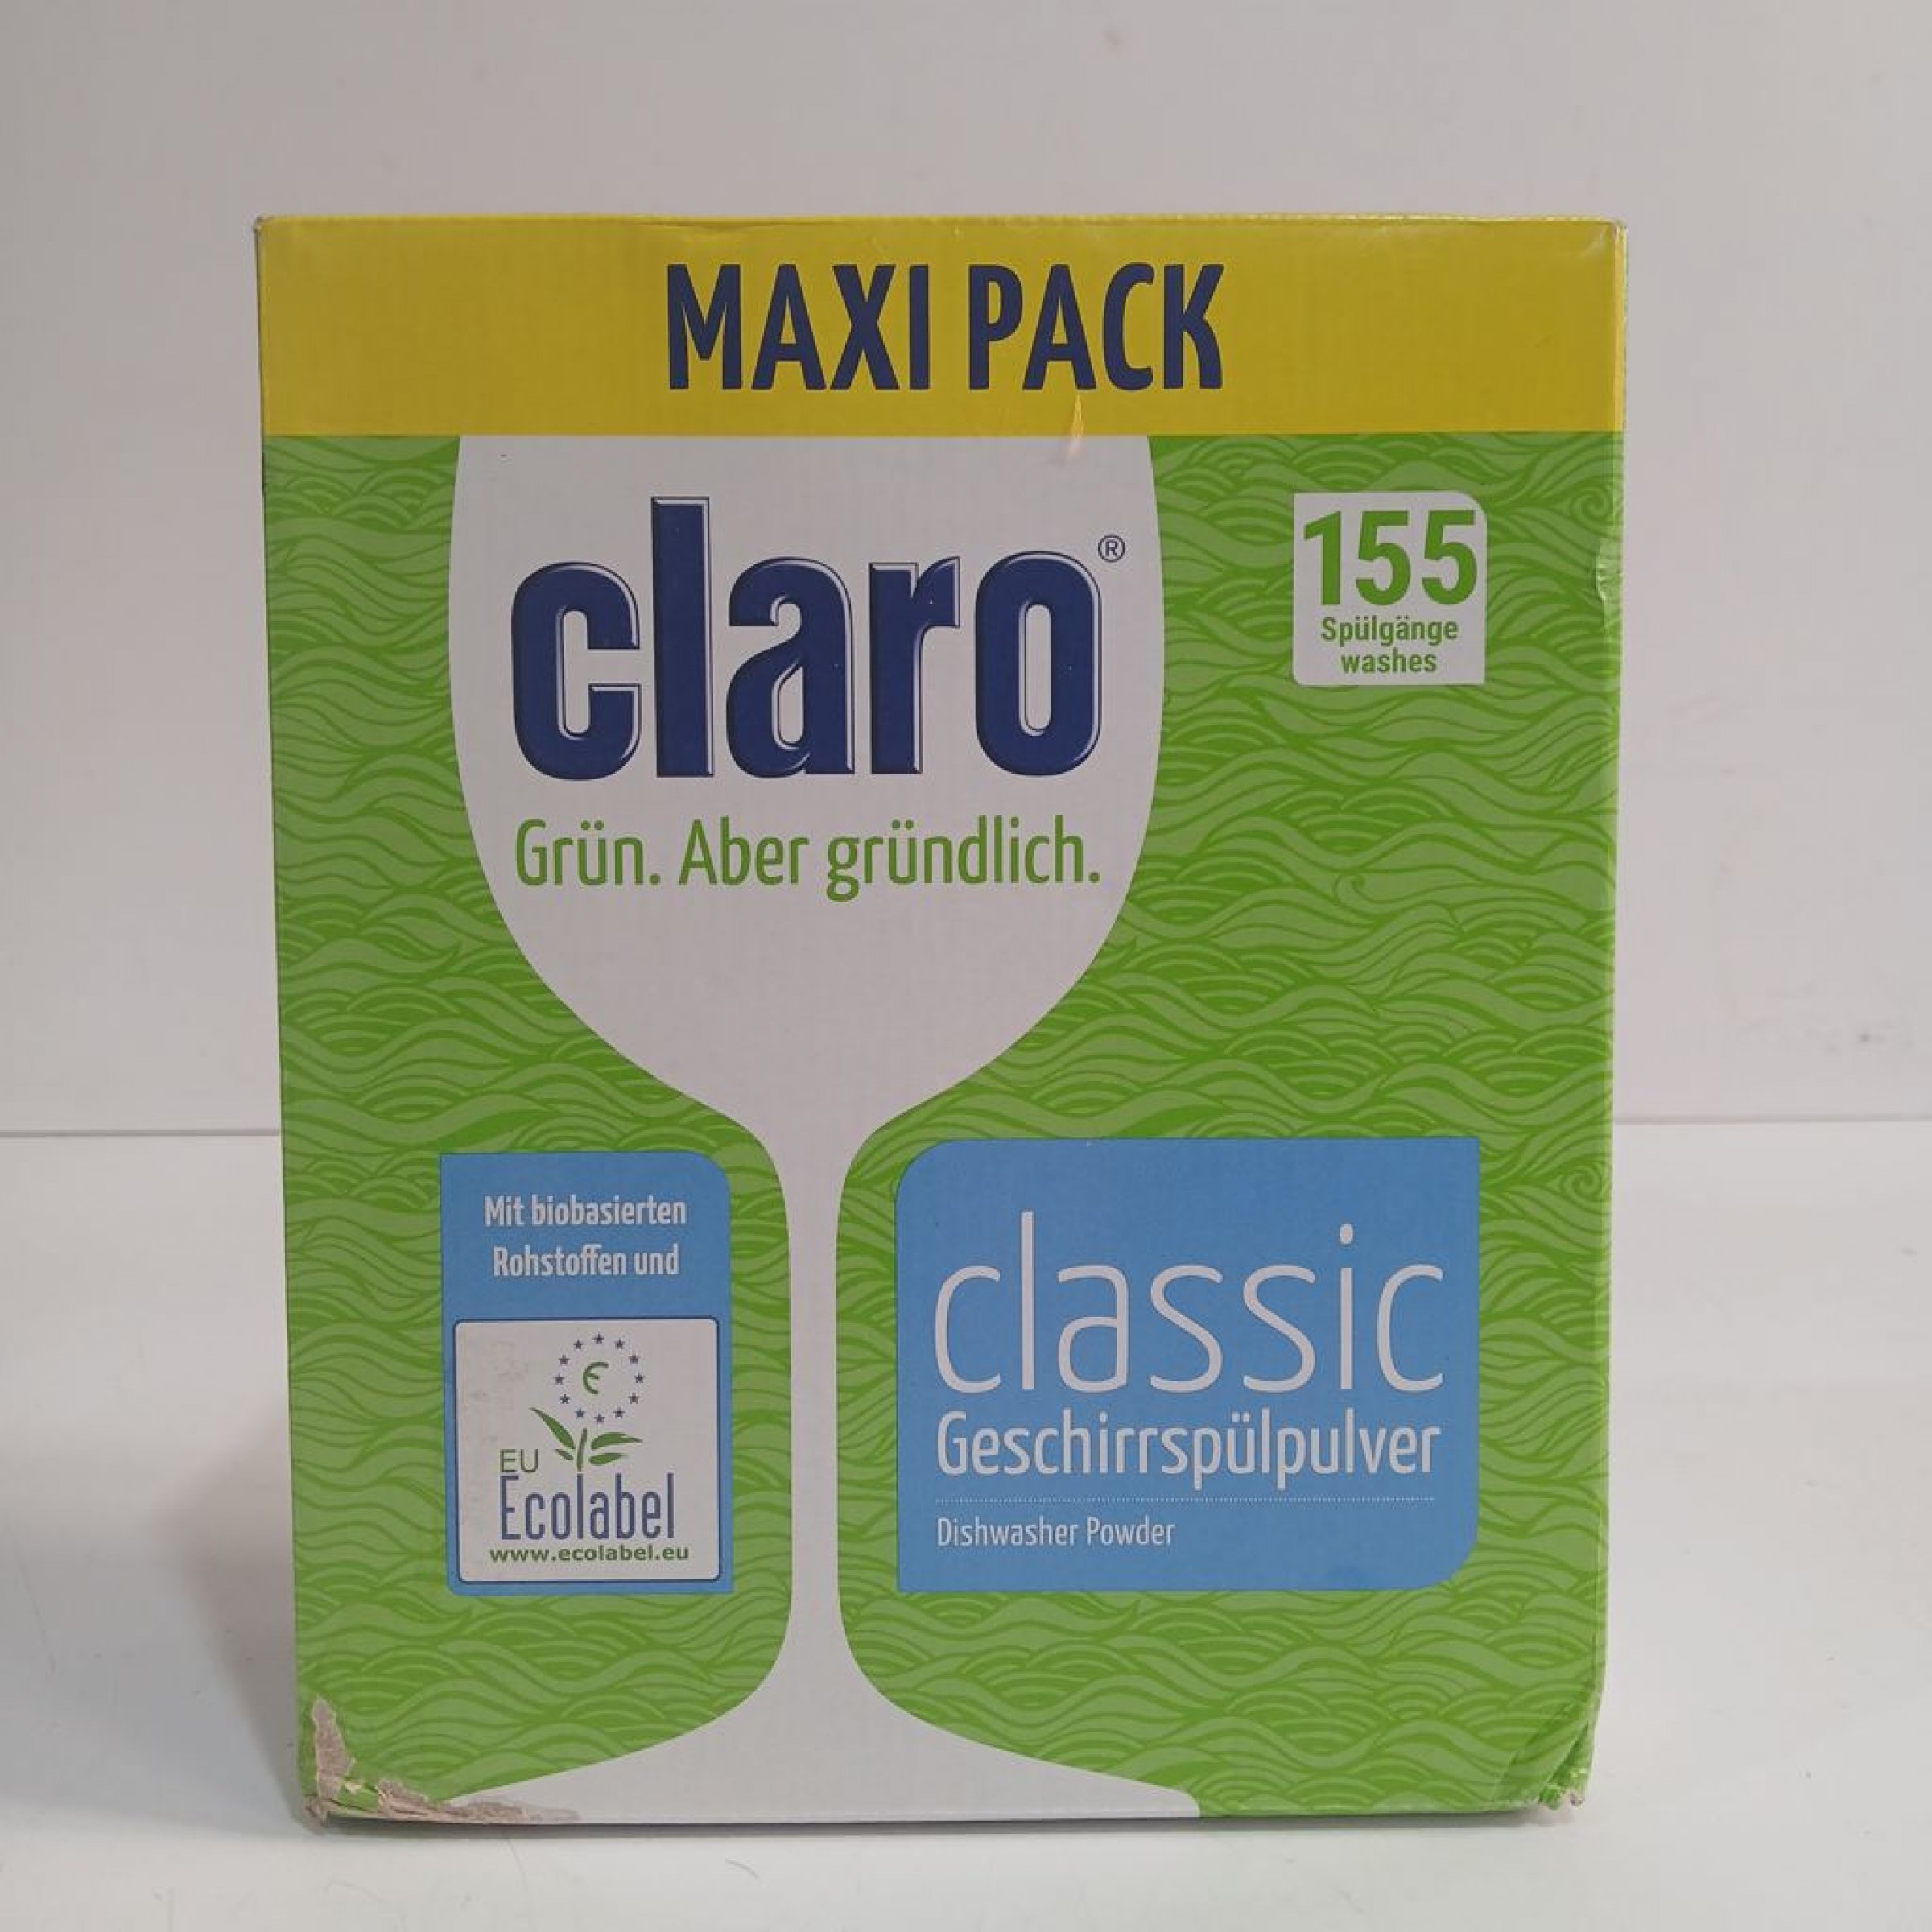 MAXI PACK
claro®
Grün. Aber gründlich.
155
Spülgänge
washes
Mit biobasierten
Rohstoffen und
EU
Ecolabel
www.ecolabel.eu
classic
Geschirrspülpulver
Dishwasher Powder